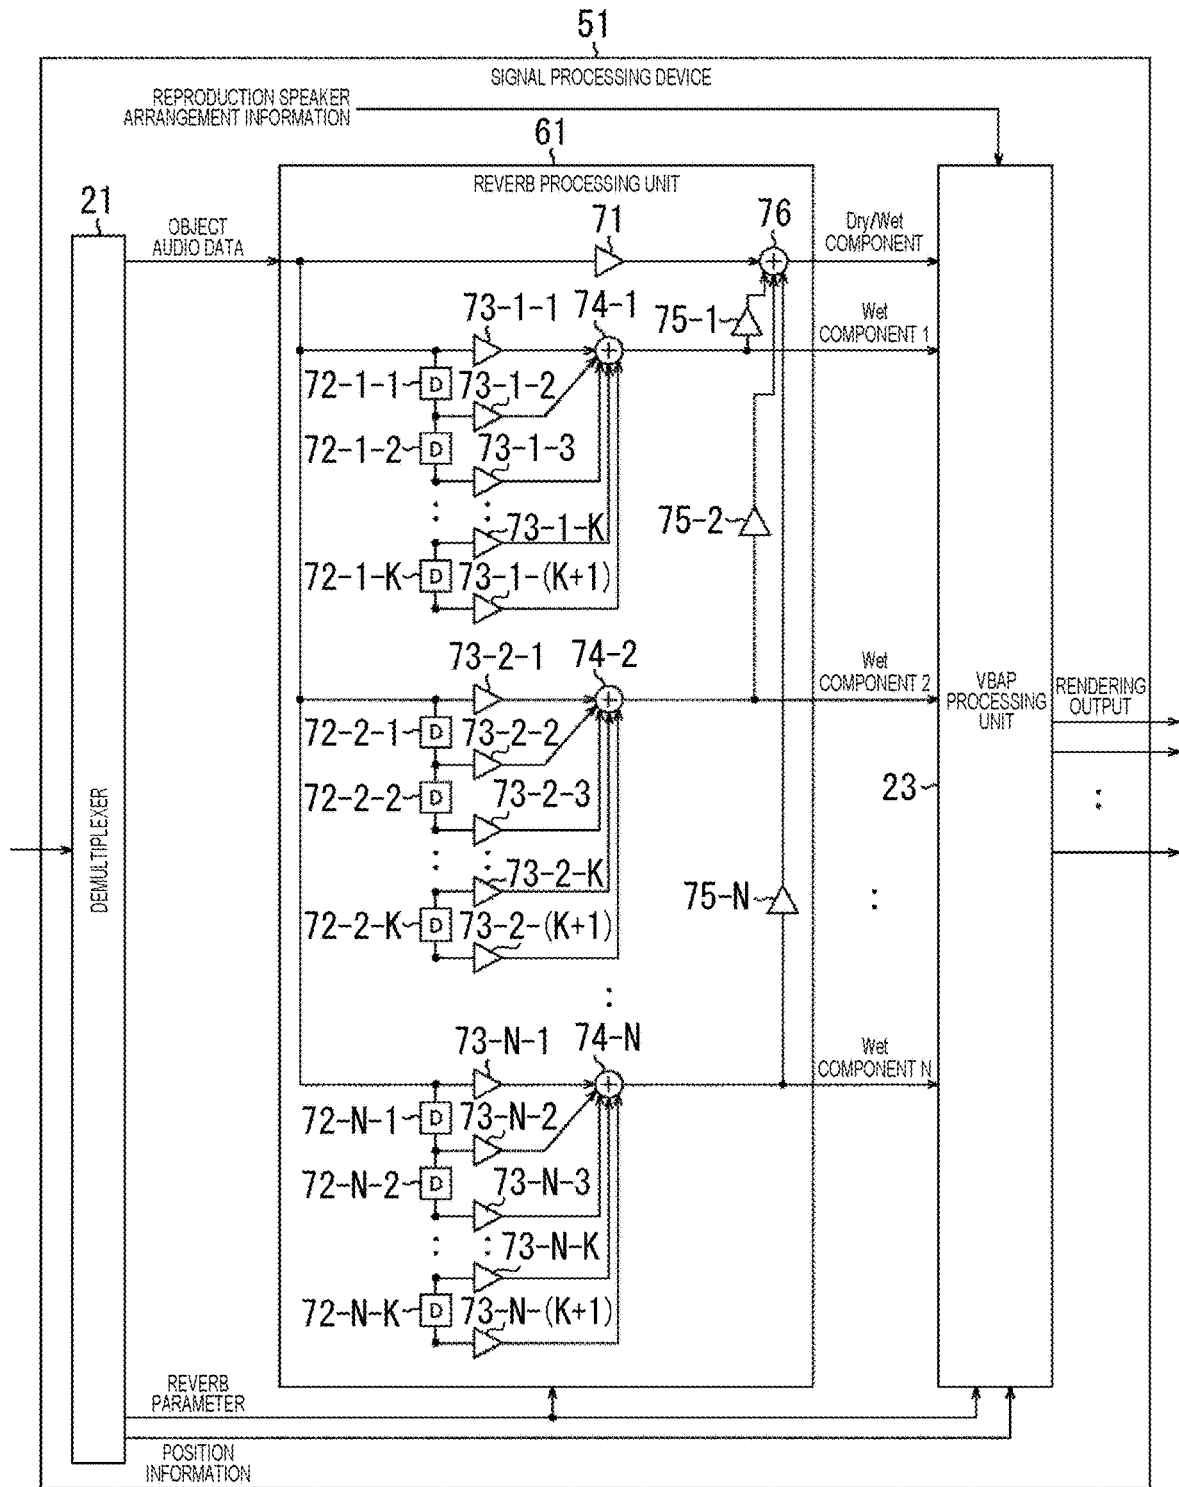 51
SIGNAL PROCESSING DEVICE
REPRODUCTION SPEAKER
ARRANGEMENT INFORMATION
61
REVERB PROCESSING UNIT
21
OBJECT
AUDIO DATA
71
76
Dry/Wet
COMPONENT
73-1-1
74-1
75-1
Wet
COMPONENT 1
72-1-1
D
73-1-2
72-1-2
D
73-1-3
73-1-K
75-2
72-1-K
D
73-1-(K+1)
73-2-1
74-2
Wet
COMPONENT 2
VBAP
PROCESSING
UNIT
RENDERING
OUTPUT
72-2-1
D
73-2-2
72-2-2
D
73-2-3
23
DEMULTIPLEXER
73-2-K
75-N
72-2-K
D
73-2-(K+1)
73-N-1
74-N
Wet
COMPONENT N
72-N-1
D
73-N-2
72-N-2
D
73-N-3
73-N-K
72-N-K
D
73-N-(K+1)
REVERB
PARAMETER
POSITION
INFORMATION